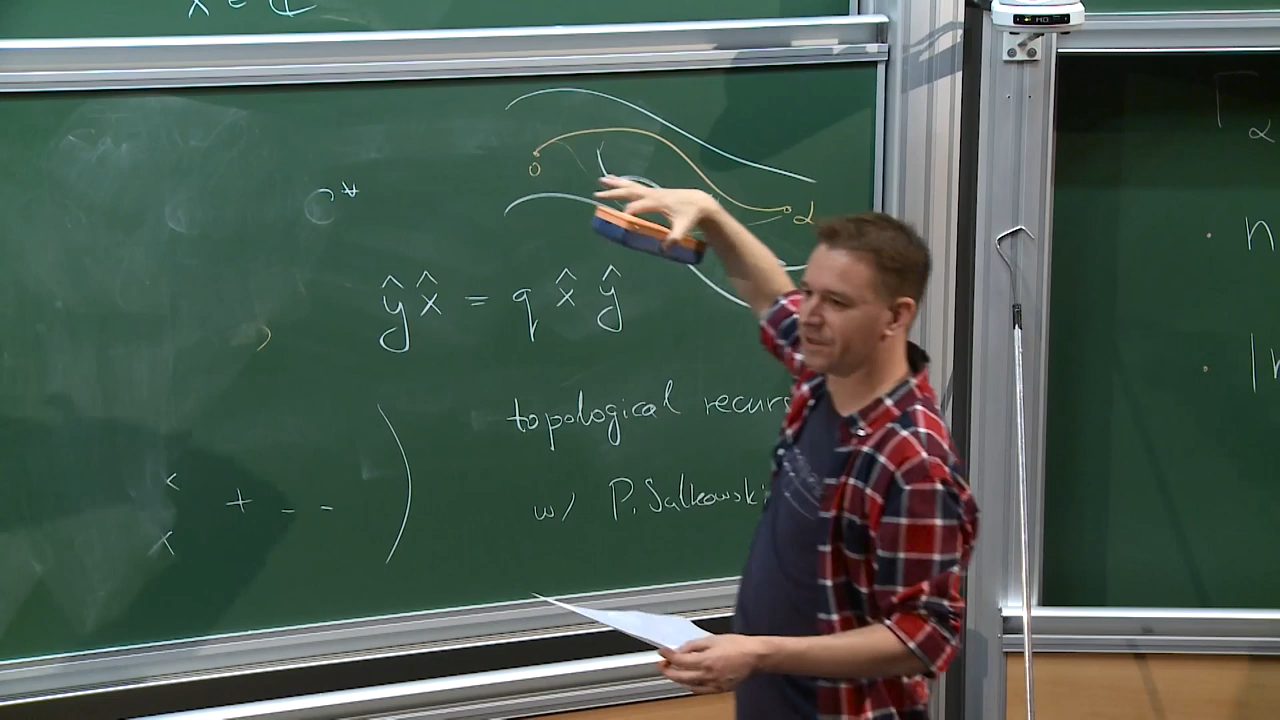 x ∈ ℂ
0
α
ℂ*
ŷ x̂ = q x̂ ŷ
topological recurs
+ - -
w/ P. Sułkowski
Γ
α
n